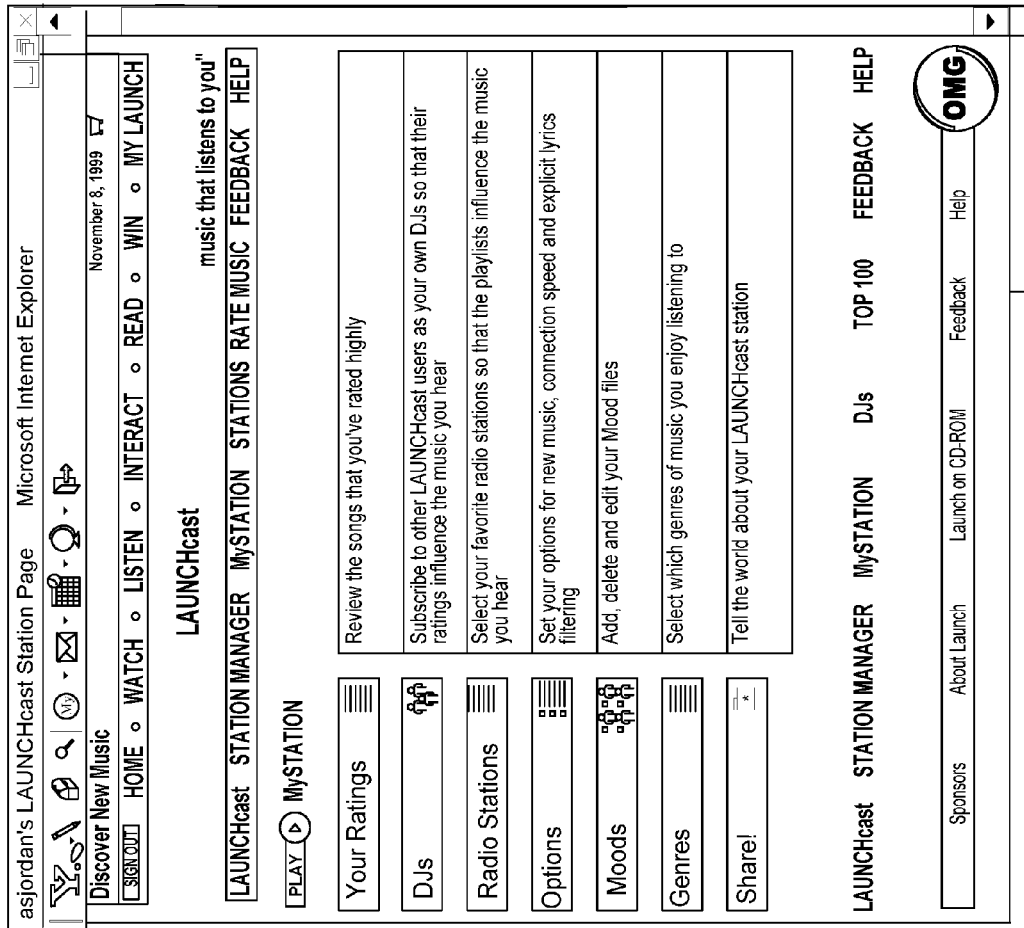 asjordan's LAUNCHcast Station Page Microsoft Internet Explorer
Y! My
Discover New Music November 8, 1999
SIGN OUT HOME o WATCH o LISTEN o INTERACT o READ o WIN o MY LAUNCH
LAUNCHcast music that listens to you"
LAUNCHcast STATION MANAGER MySTATION STATIONS RATE MUSIC FEEDBACK HELP
PLAY MySTATION
Your Ratings Review the songs that you've rated highly
DJs Subscribe to other LAUNCHcast users as your own DJs so that their
ratings influence the music you hear
Radio Stations Select your favorite radio stations so that the playlists influence the music
you hear
Options Set your options for new music, connection speed and explicit lyrics
filtering
Moods Add, delete and edit your Mood files
Genres Select which genres of music you enjoy listening to
Share! Tell the world about your LAUNCHcast station
LAUNCHcast STATION MANAGER MySTATION DJs TOP 100 FEEDBACK HELP
Sponsors About Launch Launch on CD-ROM Feedback Help OMG